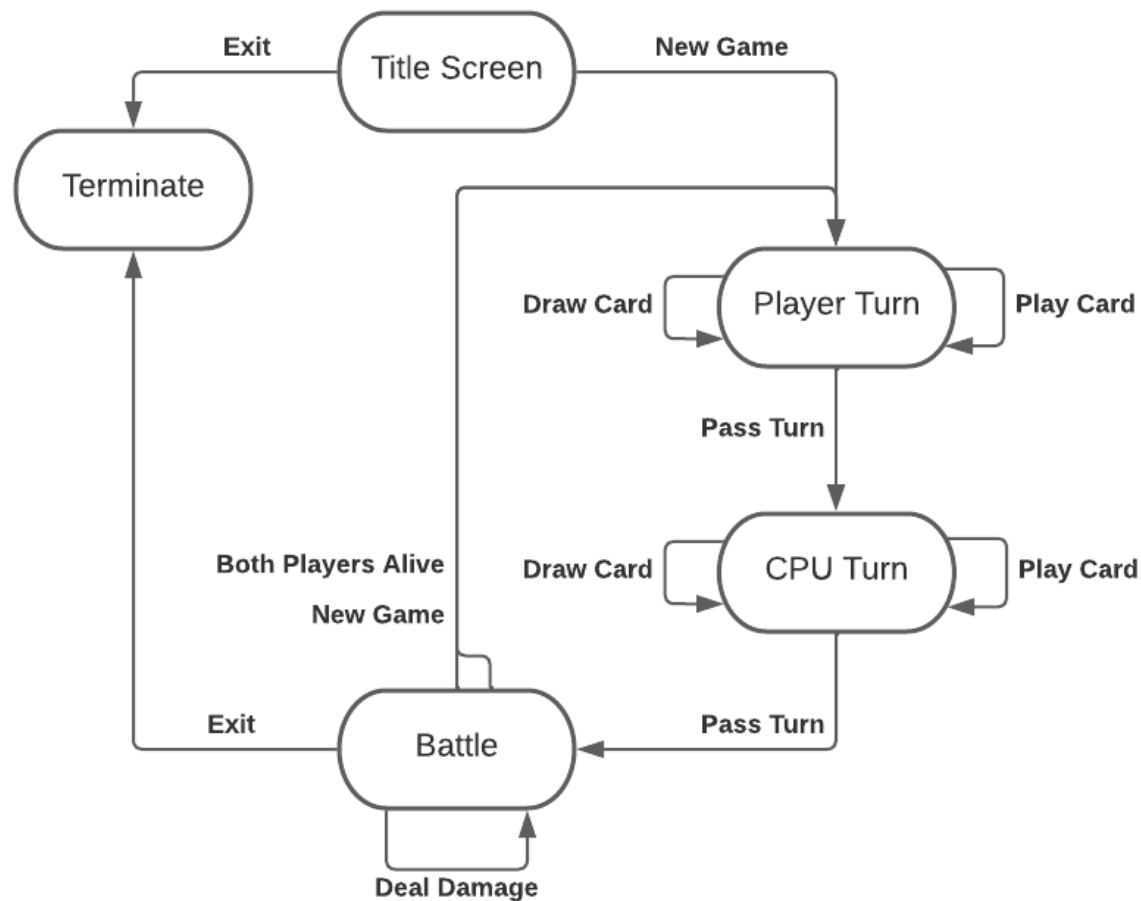 Exit
Title Screen
New Game
Terminate
Draw Card
Player Turn
Play Card
Pass Turn
Draw Card
CPU Turn
Play Card
Both Players Alive
New Game
Exit
Battle
Pass Turn
Deal Damage